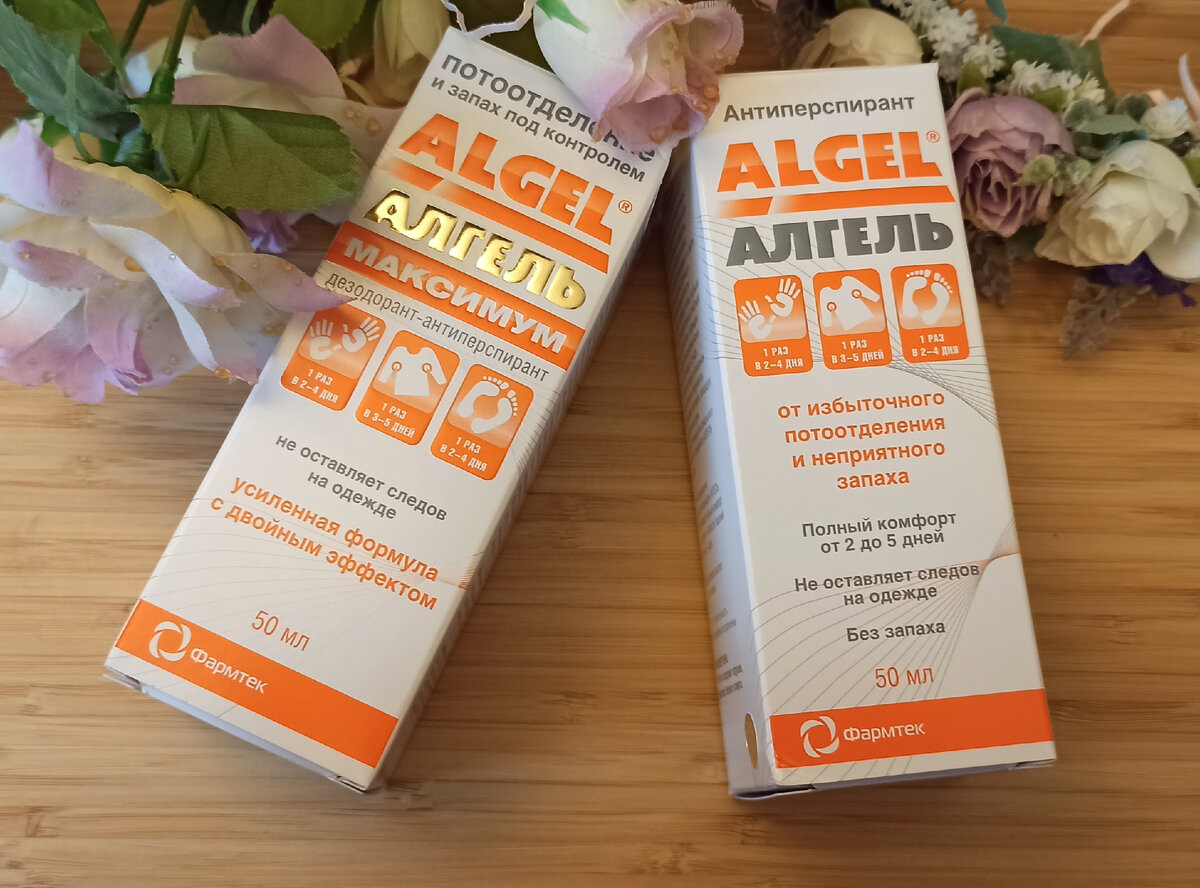 потоотделение
и запах под контролем
ALGEL®
АЛГЕЛЬ
МАКСИМУМ
дезодорант-антиперспирант
1 РАЗ
В 2–4 ДНЯ
1 РАЗ
В 3–5 ДНЕЙ
1 РАЗ
В 2–4 ДНЯ
не оставляет следов
на одежде
усиленная формула
с двойным эффектом
50 мл
Фармтек
Антиперспирант
ALGEL®
АЛГЕЛЬ
1 РАЗ
В 2–4 ДНЯ
1 РАЗ
В 3–5 ДНЕЙ
1 РАЗ
В 2–4 ДНЯ
от избыточного
потоотделения
и неприятного
запаха
Полный комфорт
от 2 до 5 дней
Не оставляет следов
на одежде
Без запаха
50 мл
Фармтек